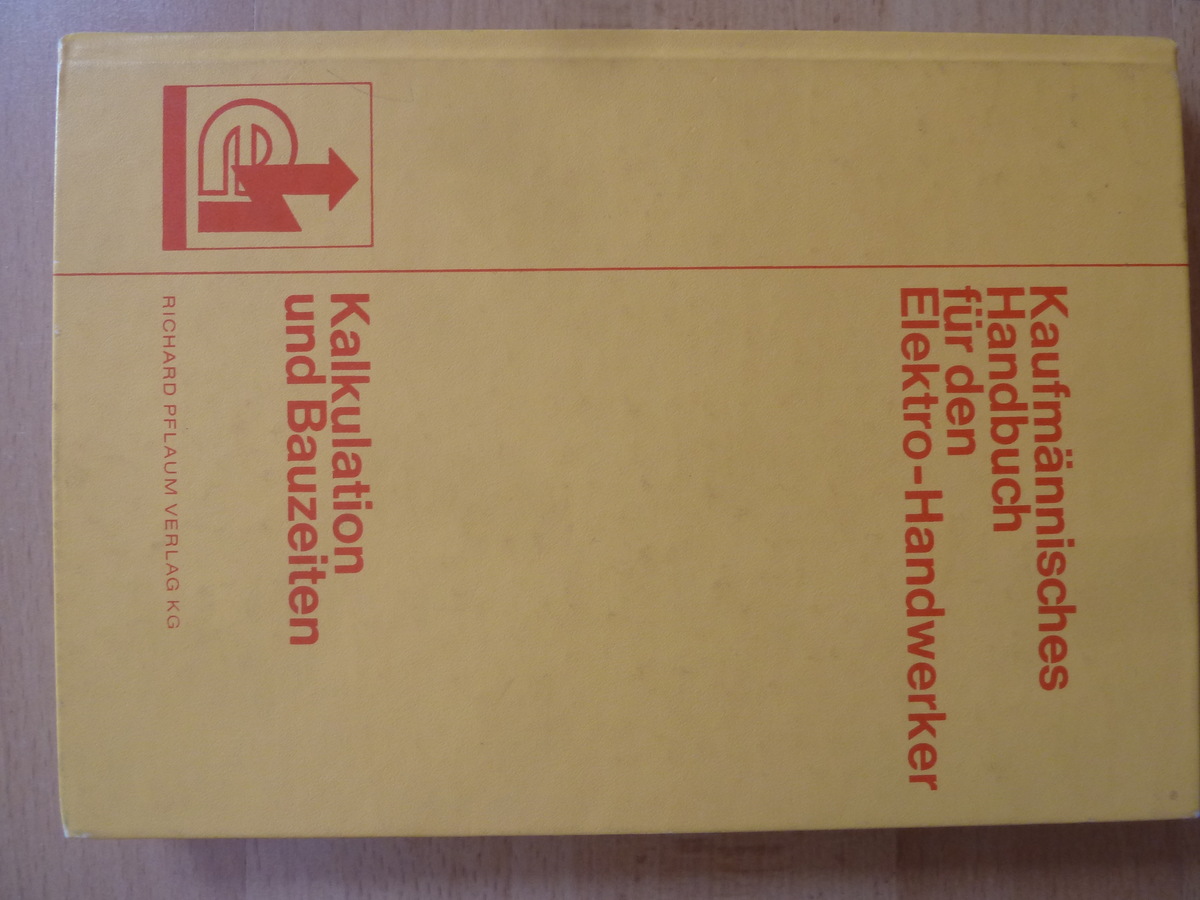 Kaufmännisches
Handbuch
für den
Elektro-Handwerker
Kalkulation
und Bauzeiten
RICHARD PFLAUM VERLAG KG
e